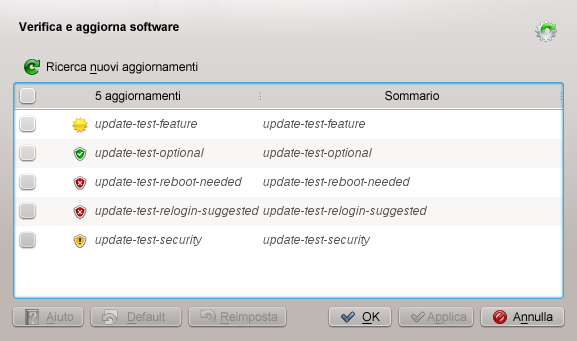 Verifica e aggiorna software
Ricerca nuovi aggiornamenti
5 aggiornamenti Sommario
update-test-feature update-test-feature
update-test-optional update-test-optional
update-test-reboot-needed update-test-reboot-needed
update-test-relogin-suggested update-test-relogin-suggested
update-test-security update-test-security
Aiuto Default Reimposta OK Applica Annulla